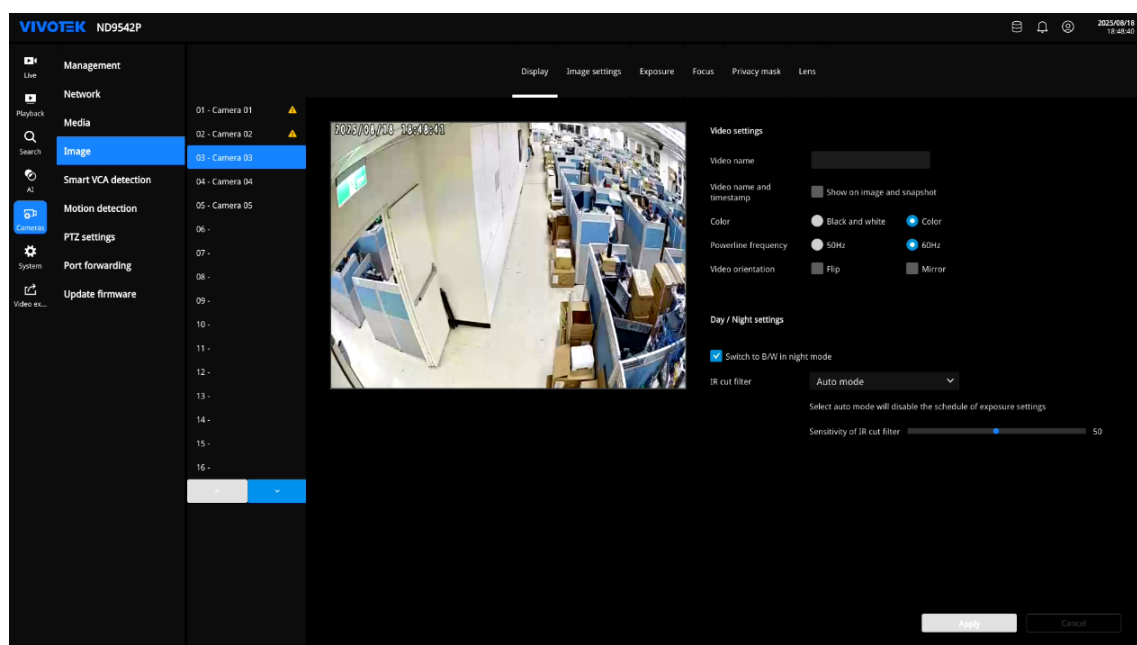 VIVOTEK ND9542P
2025/08/18
18:48:40
Live
Playback
Search
AI
Cameras
System
Video ex...
Management
Network
Media
Image
Smart VCA detection
Motion detection
PTZ settings
Port forwarding
Update firmware
01 - Camera 01
02 - Camera 02
03 - Camera 03
04 - Camera 04
05 - Camera 05
06 -
07 -
08 -
09 -
10 -
11 -
12 -
13 -
14 -
15 -
16 -
Display Image settings Exposure Focus Privacy mask Lens
2025/08/18 18:48:41
Video settings
Video name
Video name and
timestamp
Show on image and snapshot
Color Black and white Color
Powerline frequency 50Hz 60Hz
Video orientation Flip Mirror
Day / Night settings
Switch to B/W in night mode
IR cut filter Auto mode
Select auto mode will disable the schedule of exposure settings
Sensitivity of IR cut filter 50
Apply Cancel